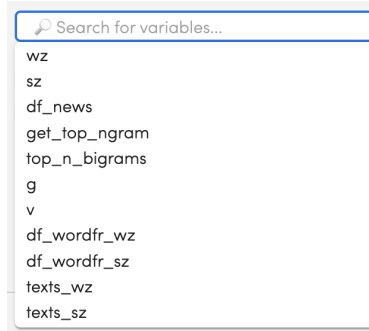 Search for variables...
wz
sz
df_news
get_top_ngram
top_n_bigrams
g
v
df_wordfr_wz
df_wordfr_sz
texts_wz
texts_sz